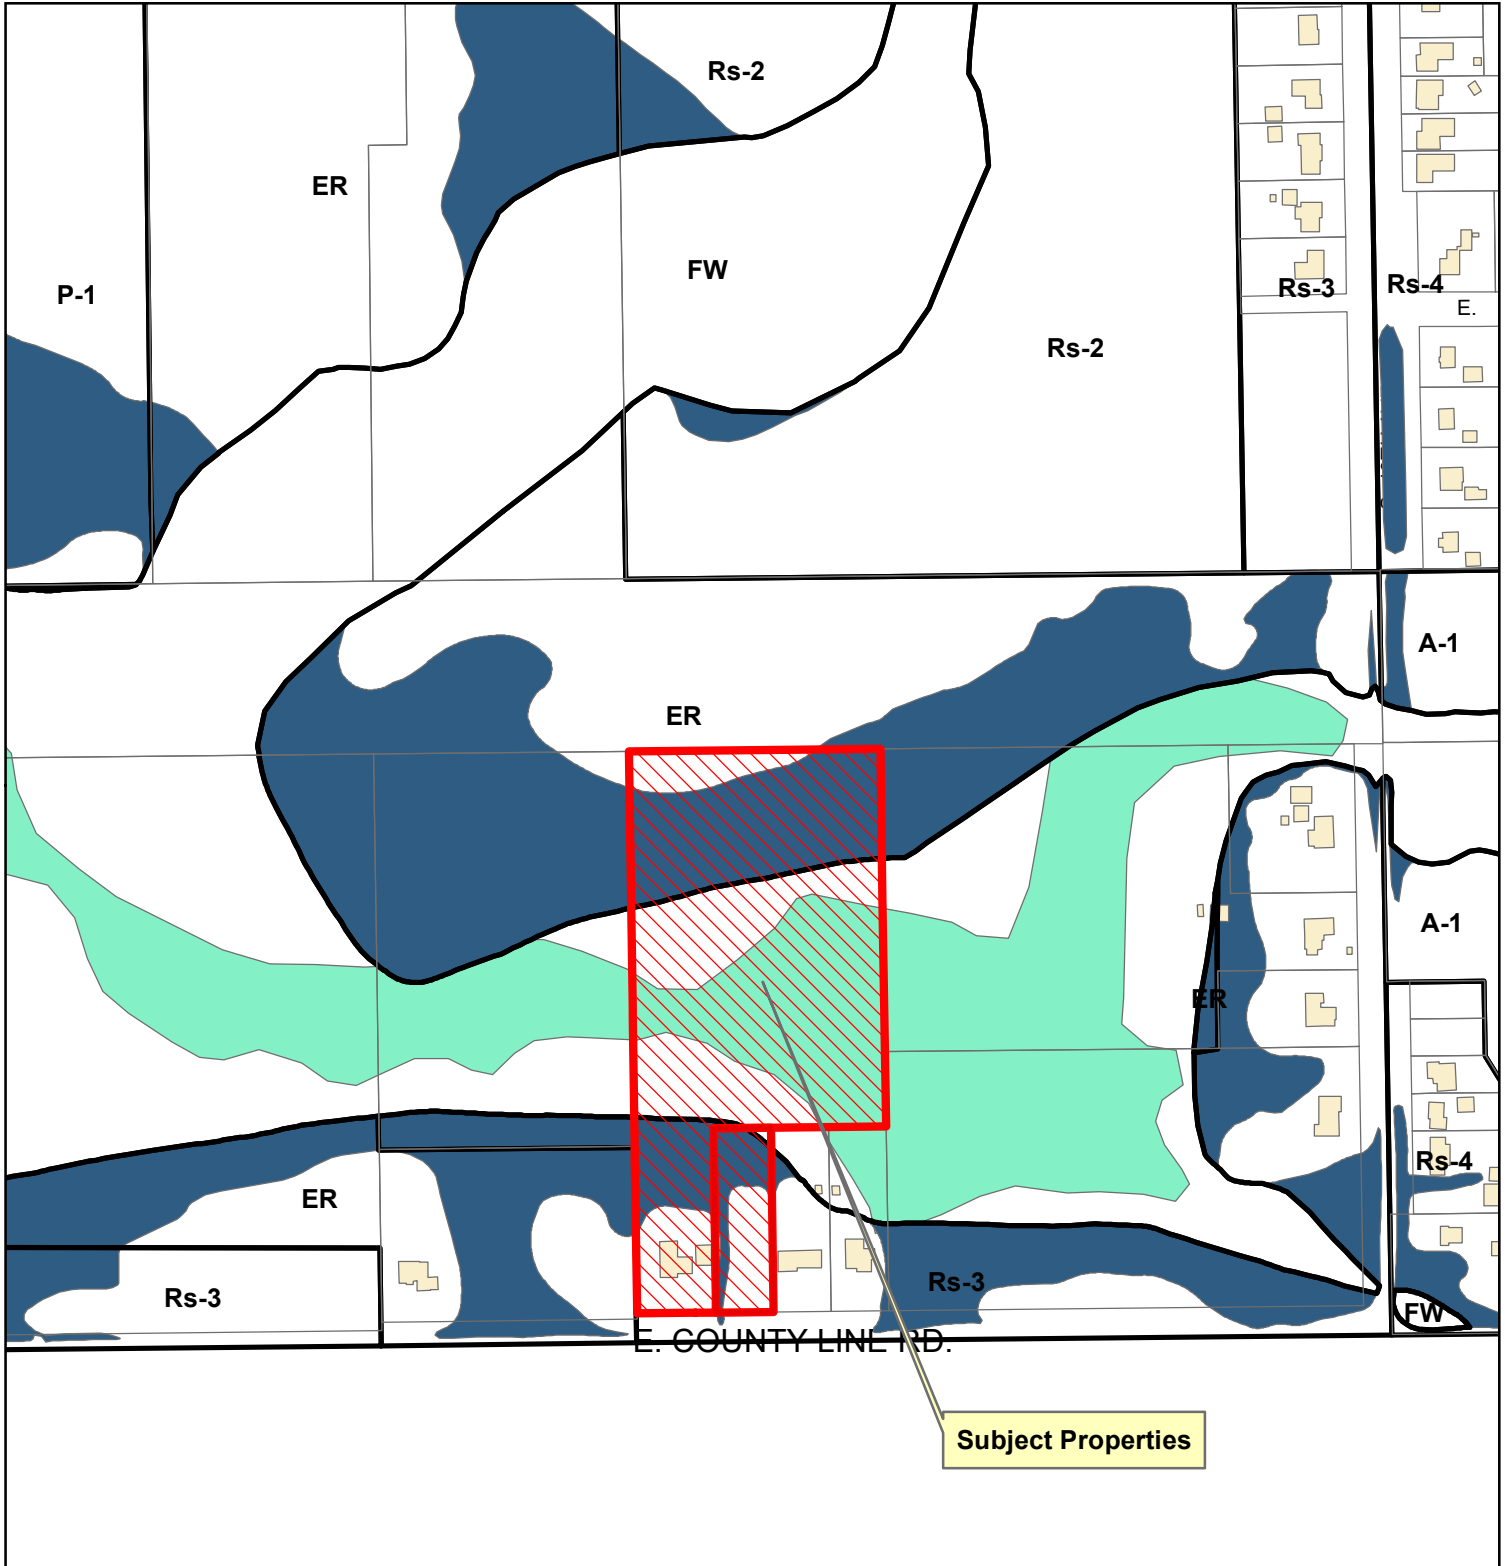 Rs-2
ER
FW
P-1
Rs-3
Rs-4
E.
Rs-2
A-1
ER
A-1
ER
Rs-4
ER
Rs-3
Rs-3
FW
E. COUNTY LINE RD.
Subject Properties